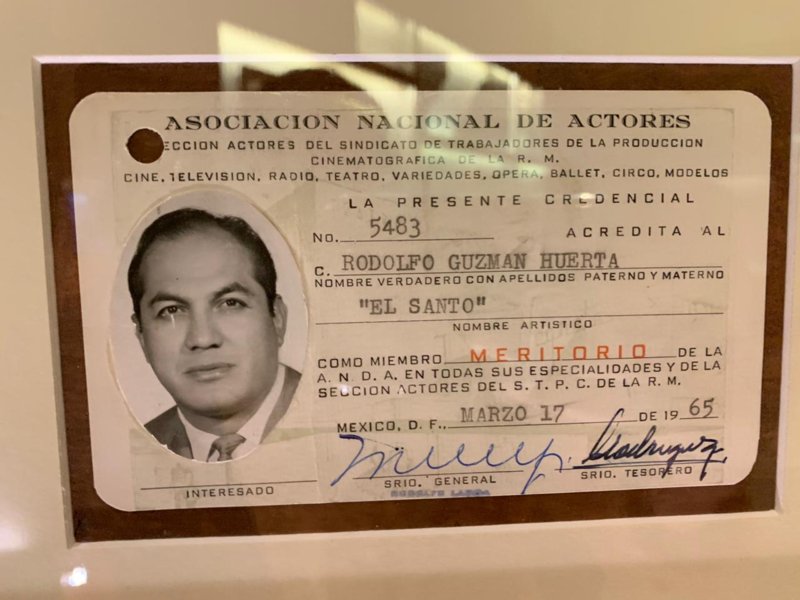 ASOCIACION NACIONAL DE ACTORES
ECCION ACTORES DEL SINDICATO DE TRABAJADORES DE LA PRODUCCION
CINEMATOGRAFICA DE LA R. M.
CINE, TELEVISION, RADIO, TEATRO, VARIEDADES, OPERA, BALLET, CIRCO, MODELOS
LA PRESENTE CREDENCIAL
No. 5483 ACREDITA AL
C. RODOLFO GUZMAN HUERTA
NOMBRE VERDADERO CON APELLIDOS PATERNO Y MATERNO
"EL SANTO"
NOMBRE ARTISTICO
COMO MIEMBRO MERITORIO DE LA
A. N. D. A. EN TODAS SUS ESPECIALIDADES Y DE LA
SECCION ACTORES DEL S. T. P. C. DE LA R. M.
MEXICO, D. F., MARZO 17 DE 1965
INTERESADO
SRIO. GENERAL SRIO. TESORERO
RODOLFO LANDA